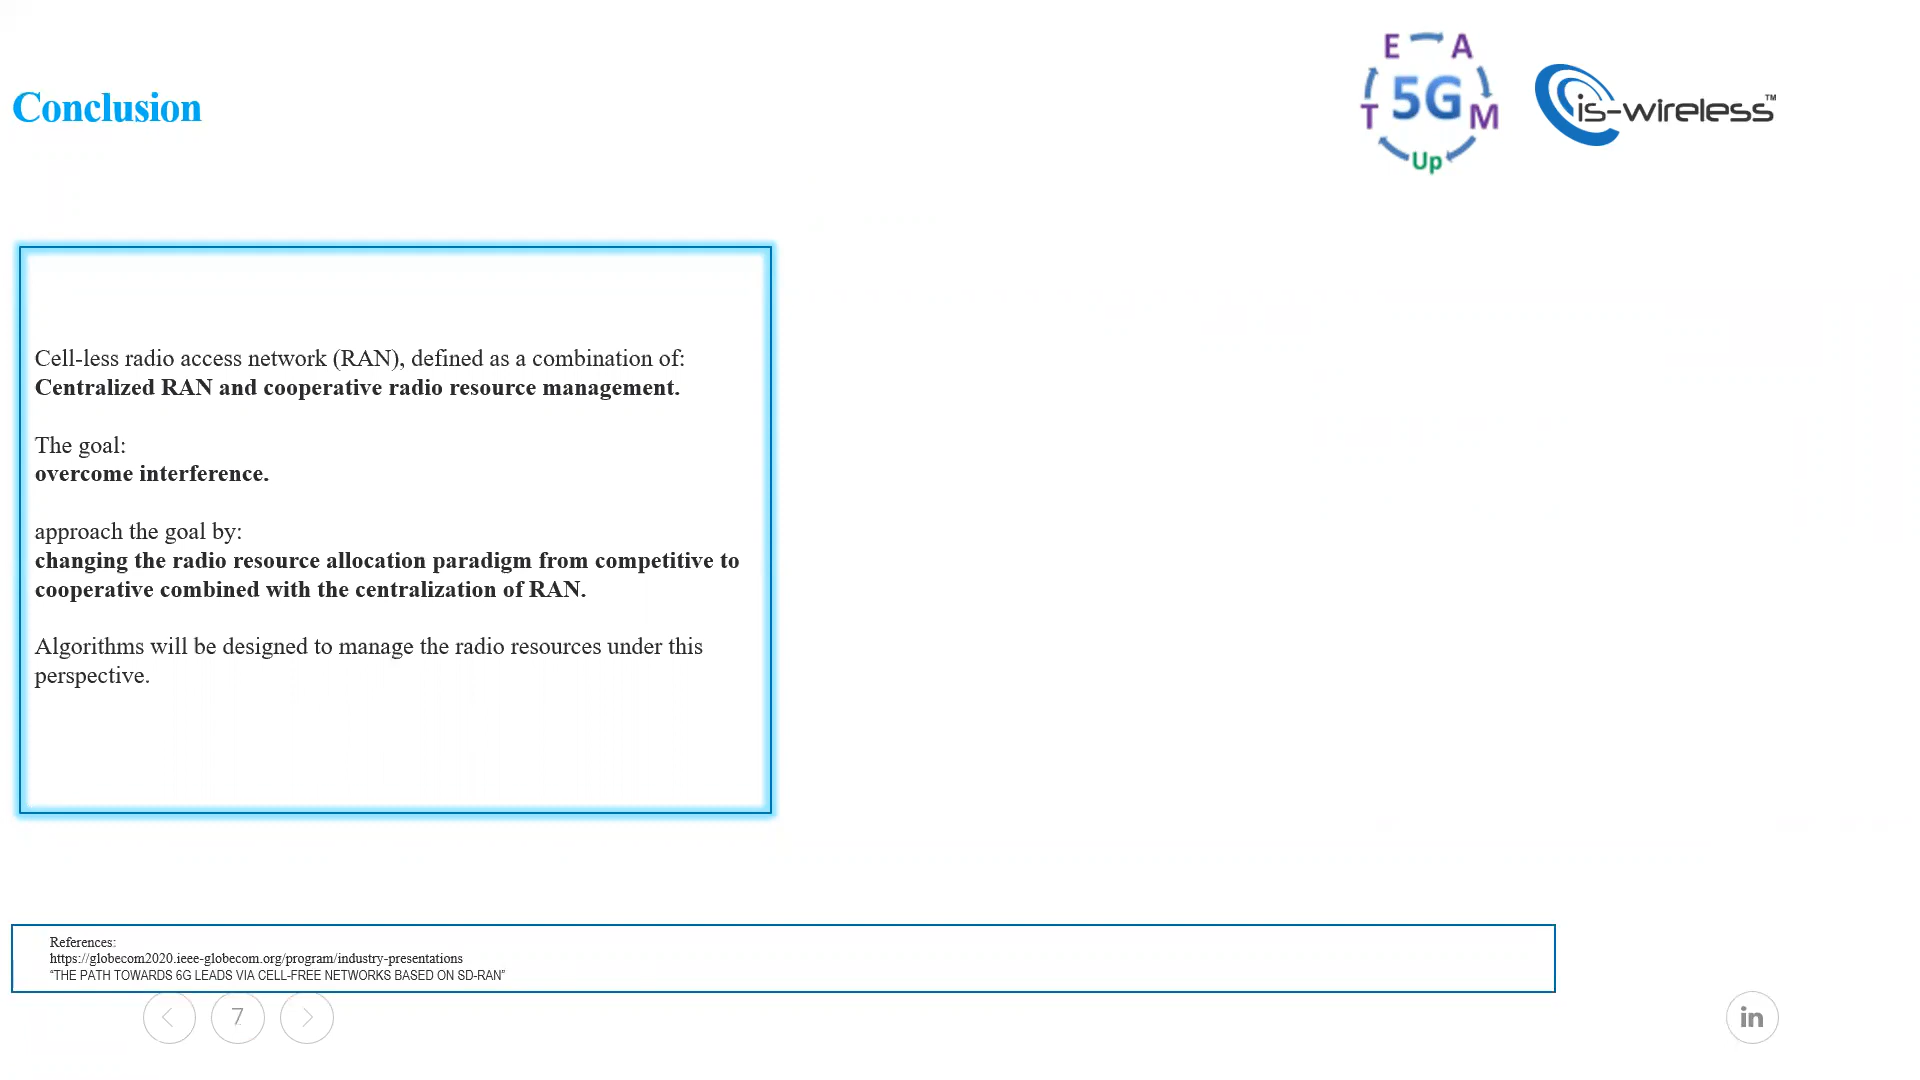 Conclusion
E A
5G
T M
Up
is-wireless™
Cell-less radio access network (RAN), defined as a combination of:
Centralized RAN and cooperative radio resource management.
The goal:
overcome interference.
approach the goal by:
changing the radio resource allocation paradigm from competitive to
cooperative combined with the centralization of RAN.
Algorithms will be designed to manage the radio resources under this
perspective.
References:
https://globecom2020.ieee-globecom.org/program/industry-presentations
“THE PATH TOWARDS 6G LEADS VIA CELL-FREE NETWORKS BASED ON SD-RAN”
7
in